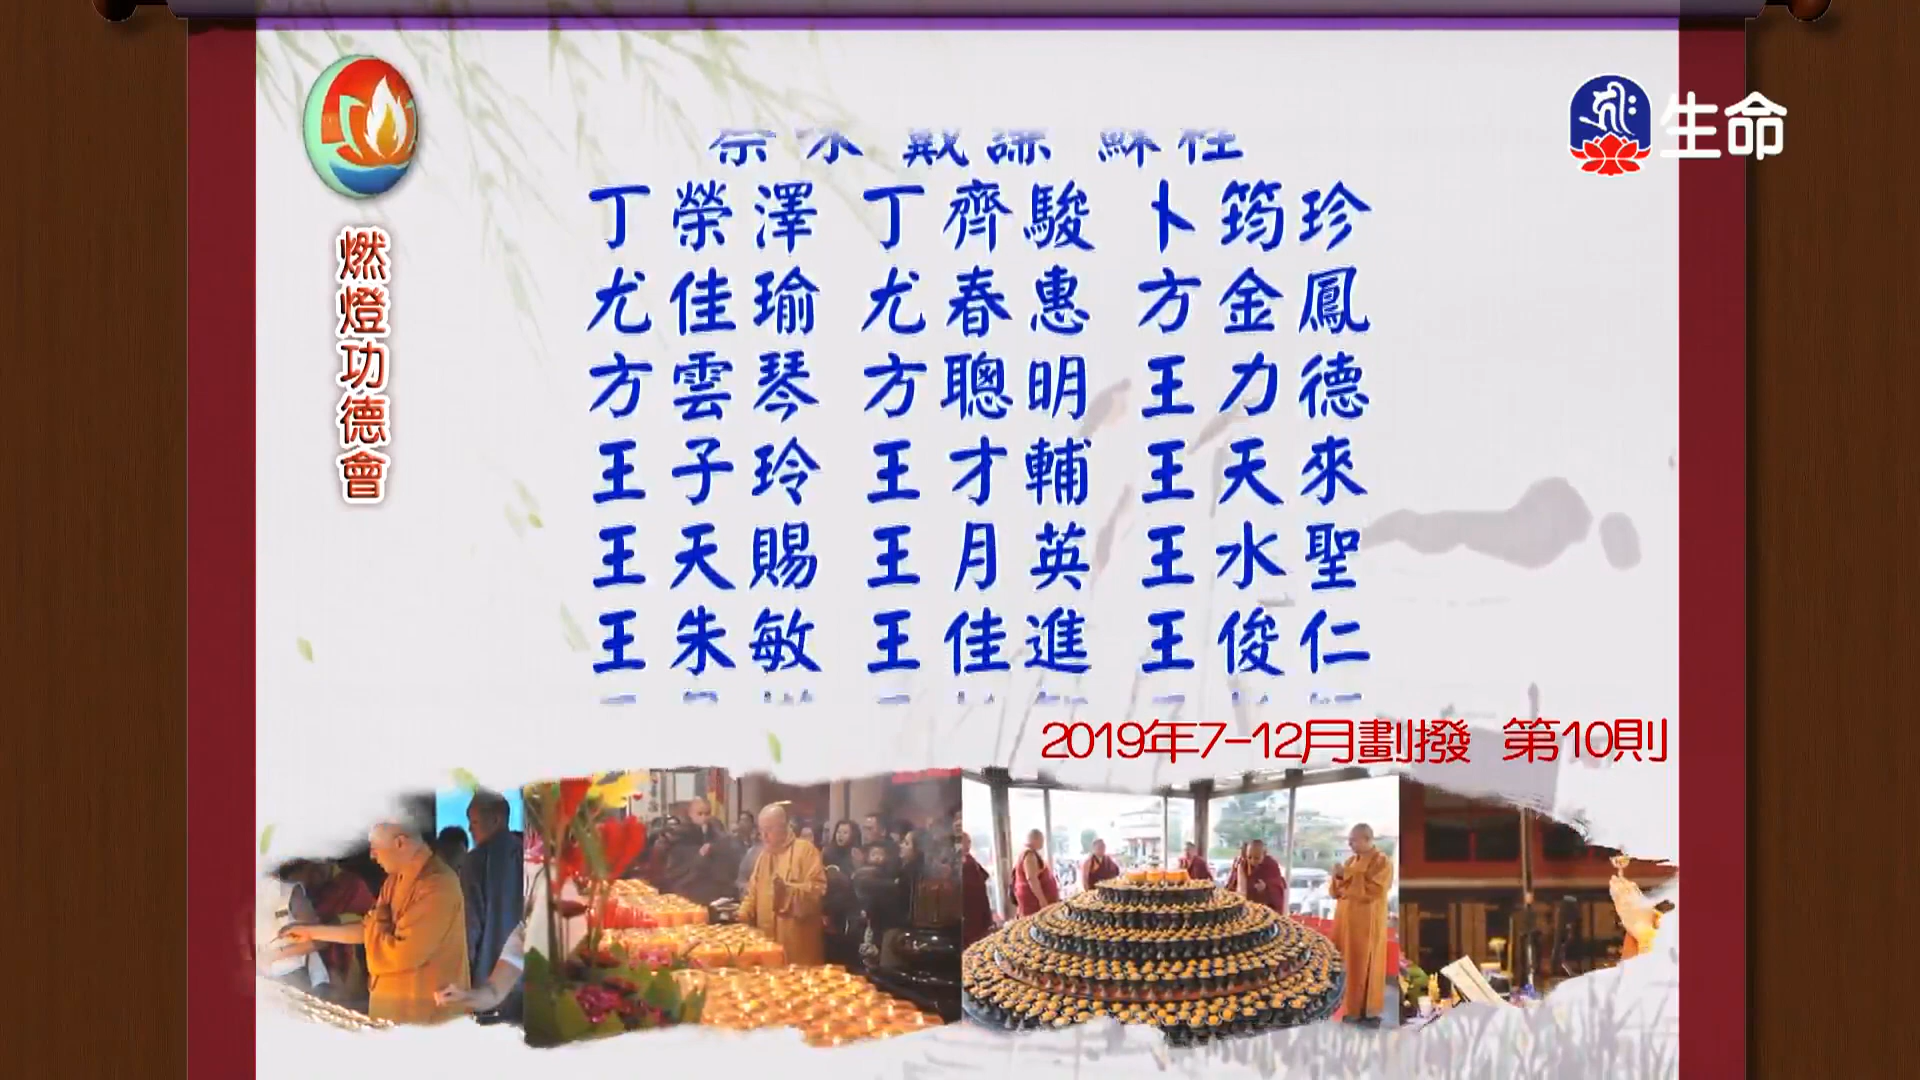 生命
燃燈功德會
戴謙
丁榮澤 丁齊駿 卜筠珍
尤佳瑜 尤春惠 方金鳳
方雲琴 方聰明 王力德
王子玲 王才輔 王天來
王天賜 王月英 王水聖
王朱敏 王佳進 王俊仁
2019年7-12月劃撥 第10則